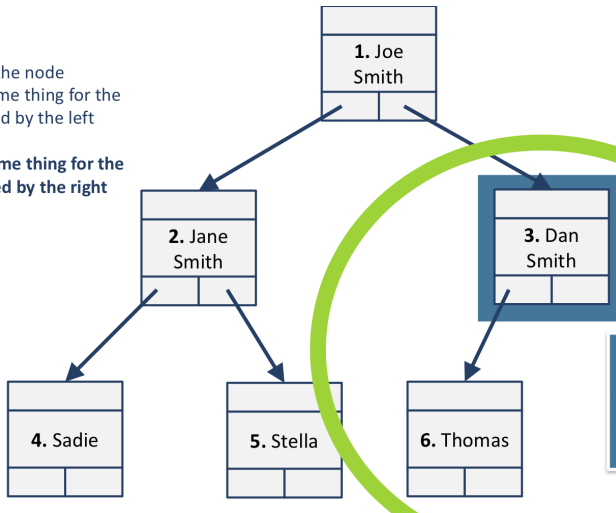 the node
me thing for the
d by the left
me thing for the
ed by the right
1. Joe
Smith
2. Jane
Smith
3. Dan
Smith
4. Sadie
5. Stella
6. Thomas